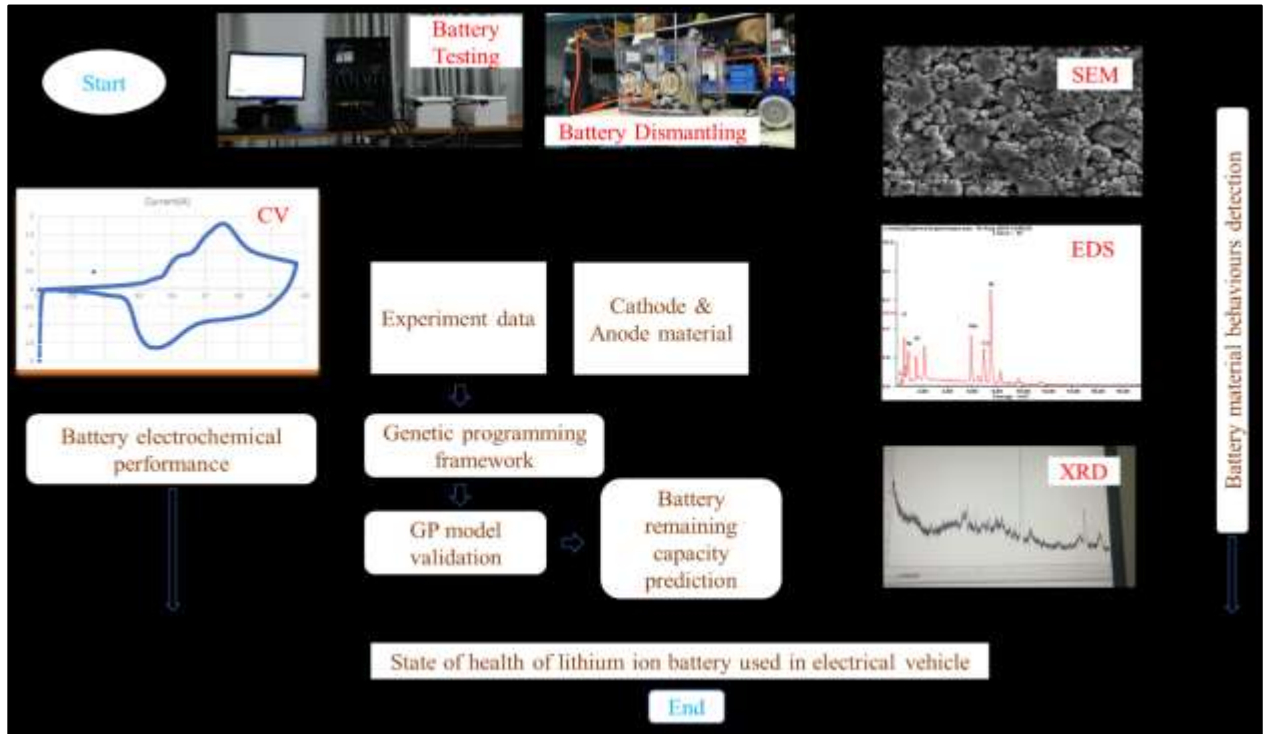 Start
Battery
Testing
Battery Dismantling
SEM
CV
Current(A)
EDS
Experiment data
Cathode &
Anode material
Battery material behaviours detection
Battery electrochemical
performance
Genetic programming
framework
XRD
GP model
validation
Battery
remaining
capacity
prediction
State of health of lithium ion battery used in electrical vehicle
End